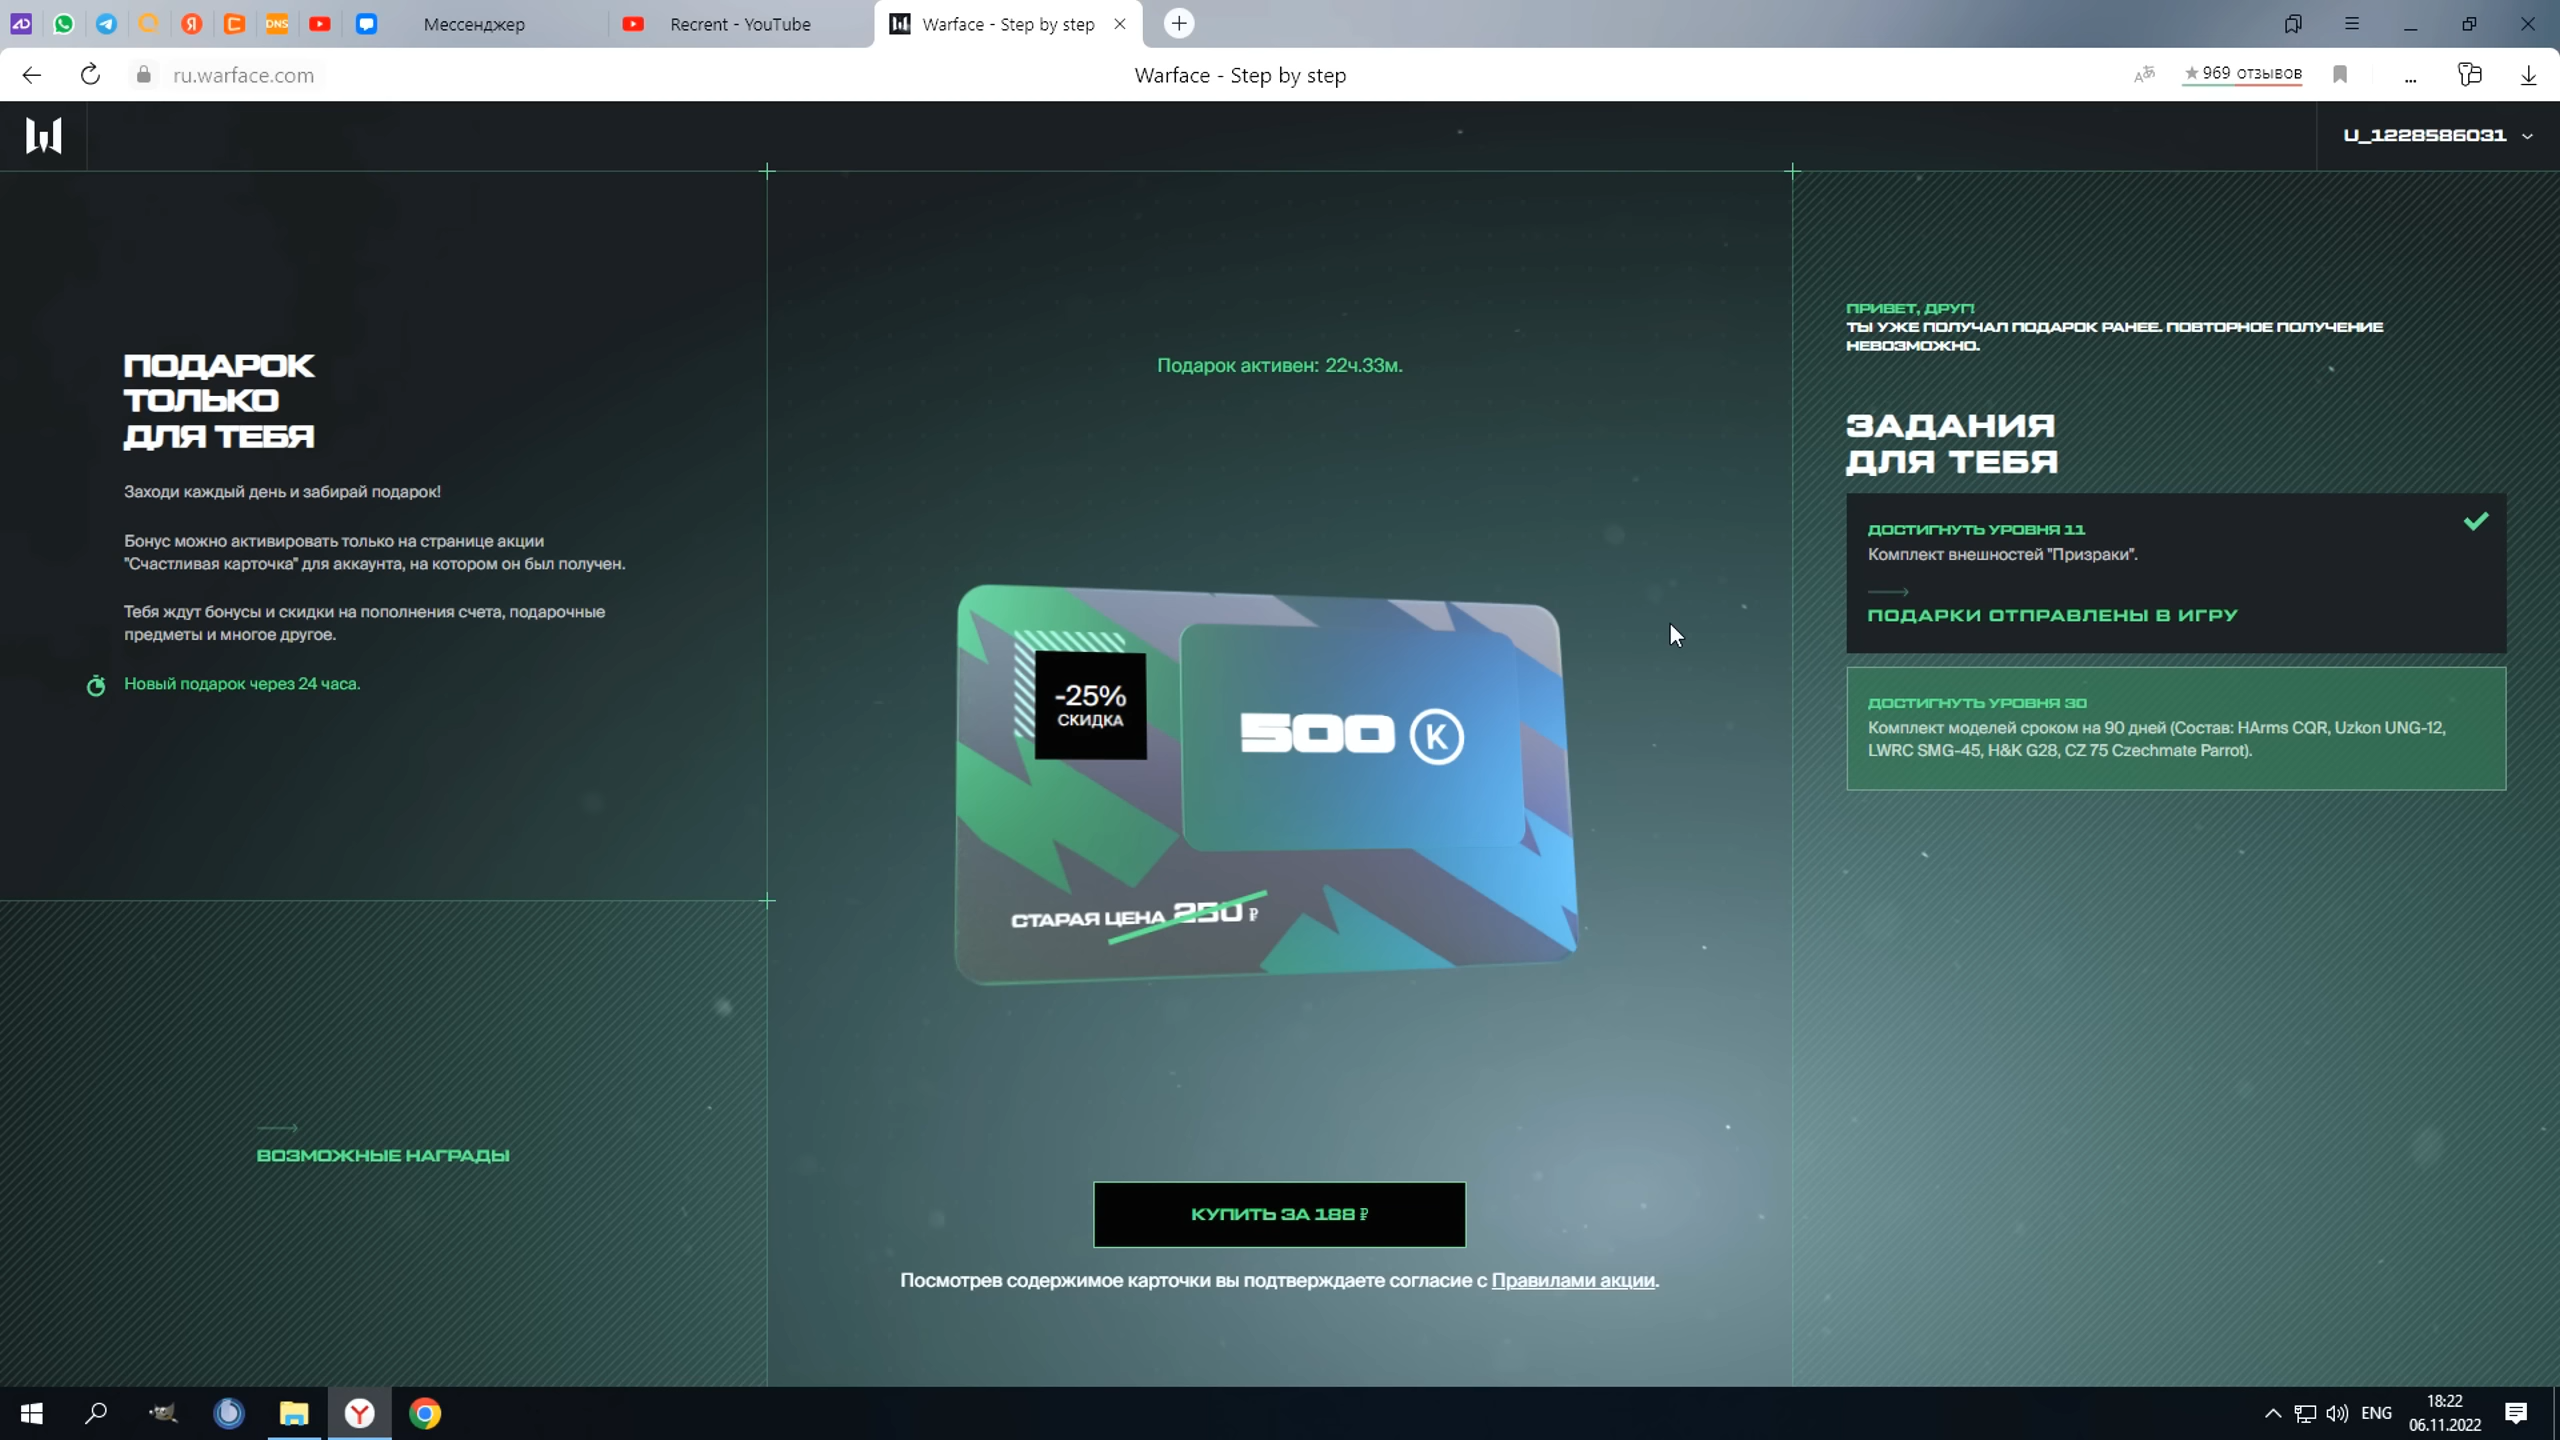 Мессенджер
Recrent - YouTube
Warface - Step by step
ru.warface.com
Warface - Step by step
969 отзывов
U_1228586031
ПОДАРОК
ТОЛЬКО
ДЛЯ ТЕБЯ
Заходи каждый день и забирай подарок!
Бонус можно активировать только на странице акции
"Счастливая карточка" для аккаунта, на котором он был получен.
Тебя ждут бонусы и скидки на пополнения счета, подарочные
предметы и многое другое.
Новый подарок через 24 часа.
ВОЗМОЖНЫЕ НАГРАДЫ
Подарок активен: 22ч.33м.
-25%
СКИДКА
500 K
СТАРАЯ ЦЕНА 250 ₽
КУПИТЬ ЗА 188 ₽
Посмотрев содержимое карточки вы подтверждаете согласие с Правилами акции.
ПРИВЕТ, ДРУГ!
ТЫ УЖЕ ПОЛУЧАЛ ПОДАРОК РАНЕЕ. ПОВТОРНОЕ ПОЛУЧЕНИЕ
НЕВОЗМОЖНО.
ЗАДАНИЯ
ДЛЯ ТЕБЯ
ДОСТИГНУТЬ УРОВНЯ 11
Комплект внешностей "Призраки".
ПОДАРКИ ОТПРАВЛЕНЫ В ИГРУ
ДОСТИГНУТЬ УРОВНЯ 30
Комплект моделей сроком на 90 дней (Состав: HArms CQR, Uzkon UNG-12,
LWRC SMG-45, H&K G28, CZ 75 Czechmate Parrot).
ENG
18:22
06.11.2022